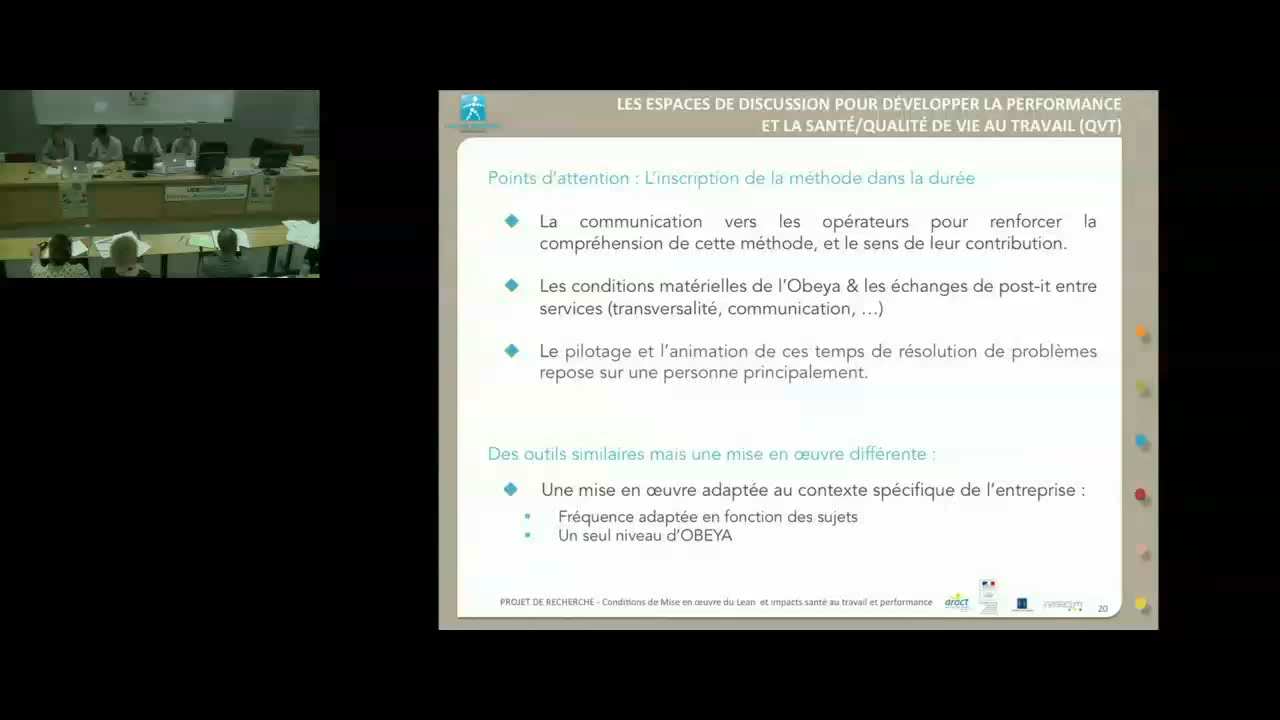 LES ESPACES DE DISCUSSION POUR DÉVELOPPER LA PERFORMANCE
ET LA SANTÉ/QUALITÉ DE VIE AU TRAVAIL (QVT)
Points d'attention : L'inscription de la méthode dans la durée
La communication vers les opérateurs pour renforcer la
compréhension de cette méthode, et le sens de leur contribution.
Les conditions matérielles de l'Obeya & les échanges de post-it entre
services (transversalité, communication, …)
Le pilotage et l'animation de ces temps de résolution de problèmes
repose sur une personne principalement.
Des outils similaires mais une mise en œuvre différente :
Une mise en œuvre adaptée au contexte spécifique de l'entreprise :
Fréquence adaptée en fonction des sujets
Un seul niveau d'OBEYA
PROJET DE RECHERCHE - Conditions de Mise en œuvre du Lean et impacts santé au travail et performance
aract
20